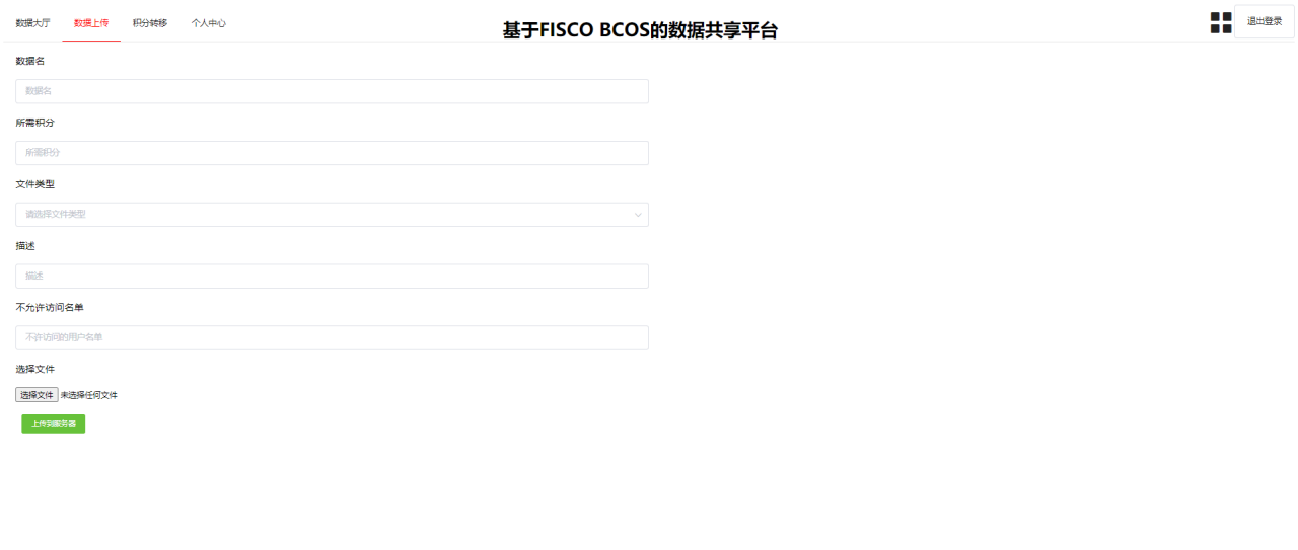 数据大厅 数据上传 积分转移 个人中心 基于FISCO BCOS的数据共享平台 退出登录
数据名
数据名
所需积分
所需积分
文件类型
请选择文件类型
描述
描述
不允许访问名单
不许访问的用户名单
选择文件
选择文件 未选择任何文件
上传到服务器